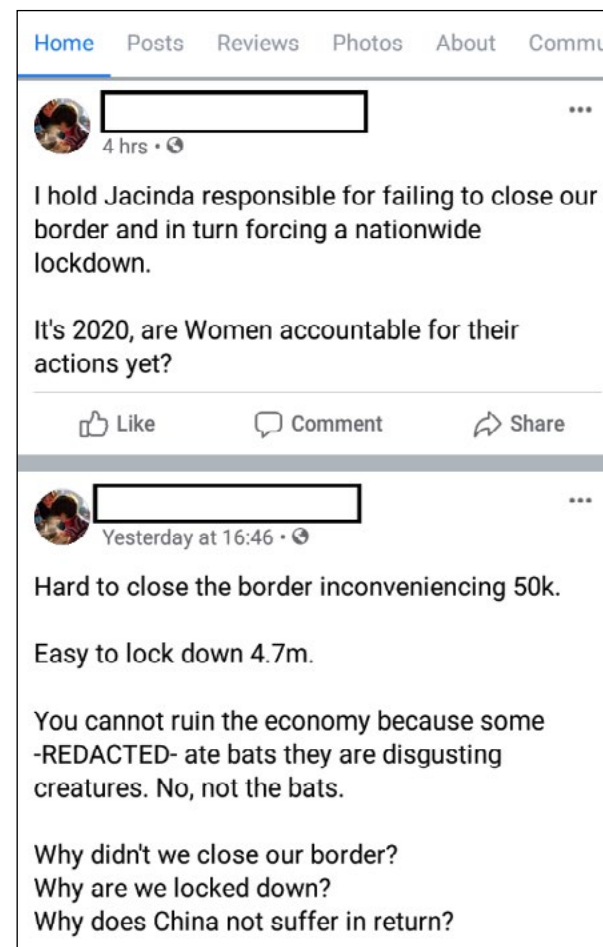 Home Posts Reviews Photos About Commu
4 hrs •
I hold Jacinda responsible for failing to close our
border and in turn forcing a nationwide
lockdown.
It's 2020, are Women accountable for their
actions yet?
Like Comment Share
Yesterday at 16:46 •
Hard to close the border inconveniencing 50k.
Easy to lock down 4.7m.
You cannot ruin the economy because some
-REDACTED- ate bats they are disgusting
creatures. No, not the bats.
Why didn't we close our border?
Why are we locked down?
Why does China not suffer in return?